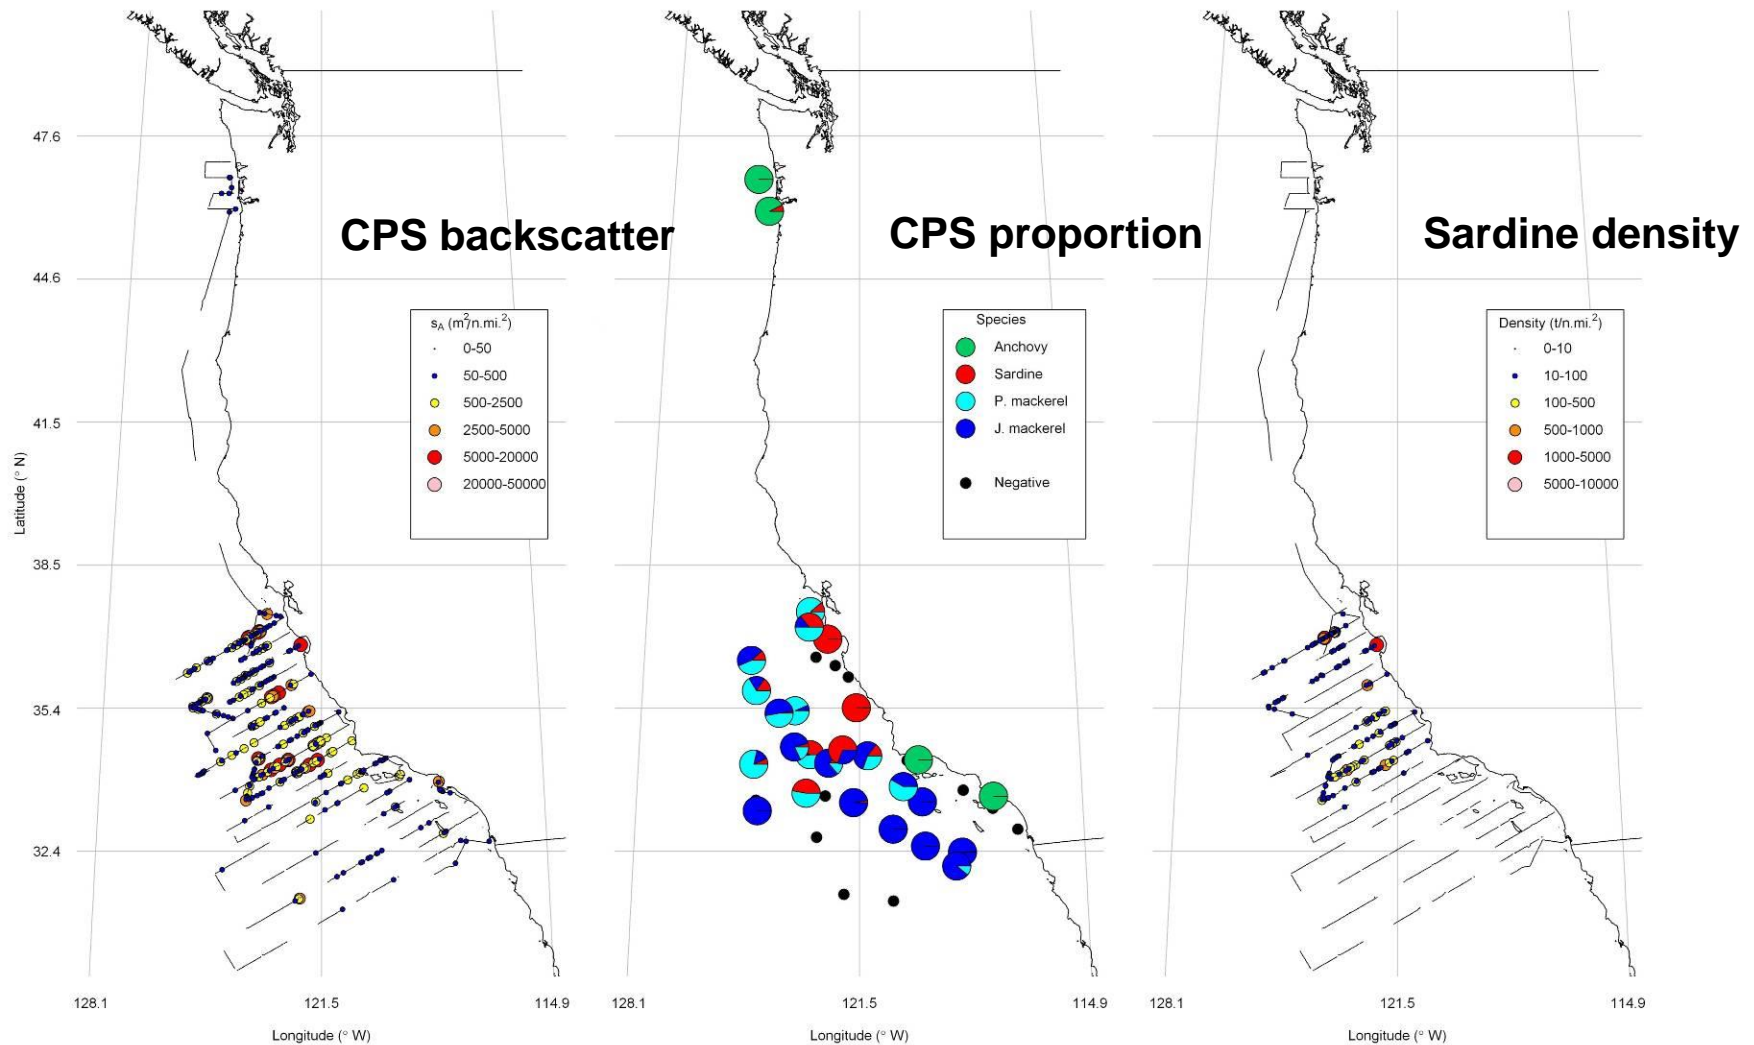 CPS backscatter
CPS proportion
Sardine density
47.6
44.6
41.5
38.5
35.4
32.4
Latitude (° N)
s_A (m²/n.mi.²)
0-50
50-500
500-2500
2500-5000
5000-20000
20000-50000
Species
Anchovy
Sardine
P. mackerel
J. mackerel
Negative
Density (t/n.mi.²)
0-10
10-100
100-500
500-1000
1000-5000
5000-10000
128.1 121.5 114.9
128.1 121.5 114.9
128.1 121.5 114.9
Longitude (° W)
Longitude (° W)
Longitude (° W)